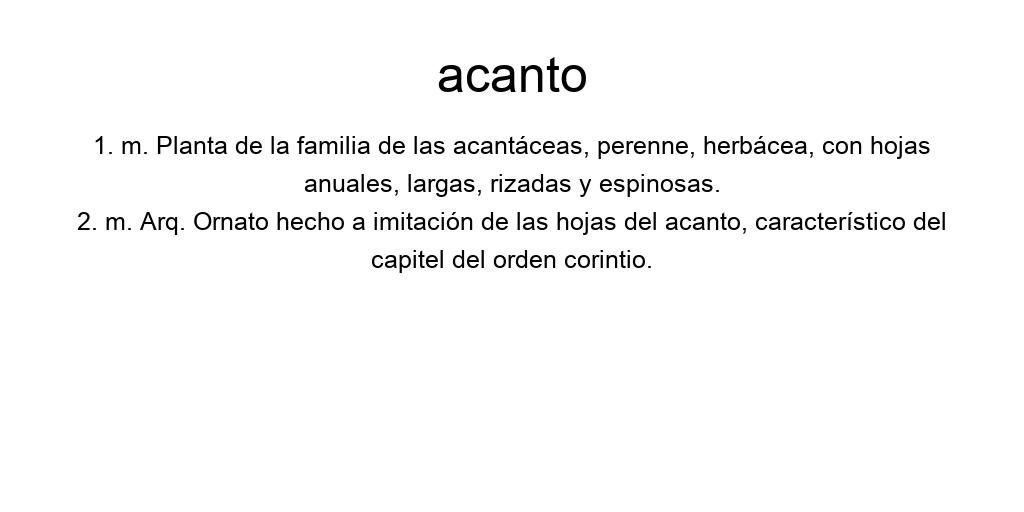 acanto
1. m. Planta de la familia de las acantáceas, perenne, herbácea, con hojas
anuales, largas, rizadas y espinosas.
2. m. Arq. Ornato hecho a imitación de las hojas del acanto, característico del
capitel del orden corintio.